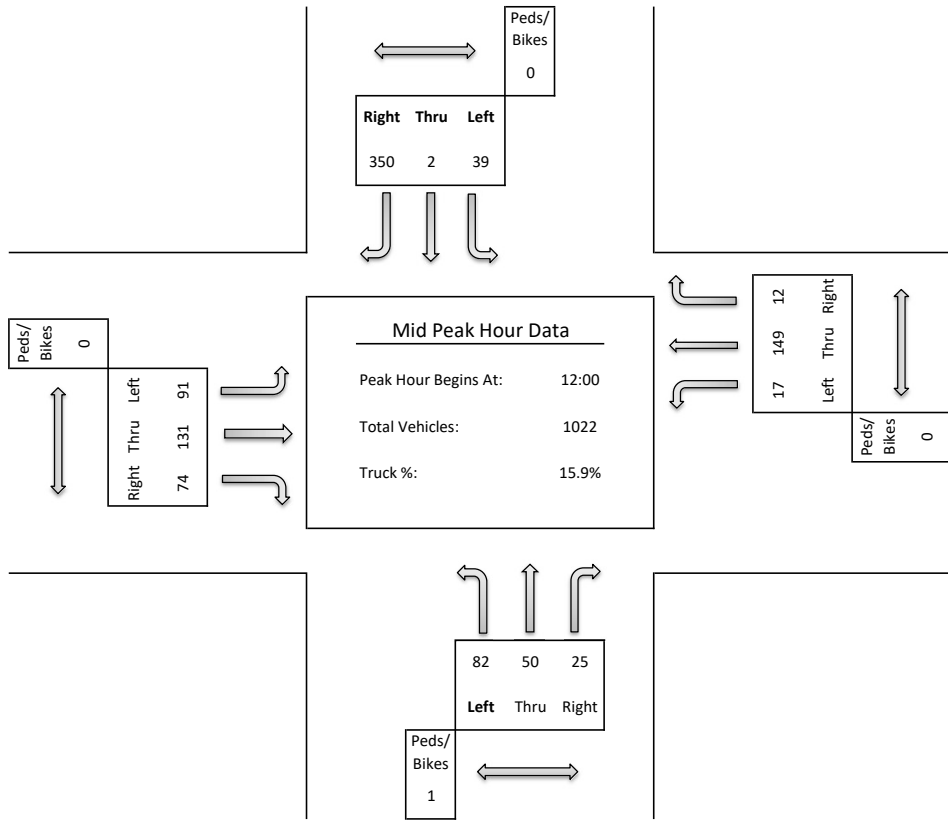 Peds/
Bikes
0
Right Thru Left
350 2 39
Peds/
Bikes
0
Left 91
Thru 131
Right 74
Mid Peak Hour Data
Peak Hour Begins At: 12:00
Total Vehicles: 1022
Truck %: 15.9%
12 Right
149 Thru
17 Left
Peds/
Bikes
0
82 50 25
Left Thru Right
Peds/
Bikes
1